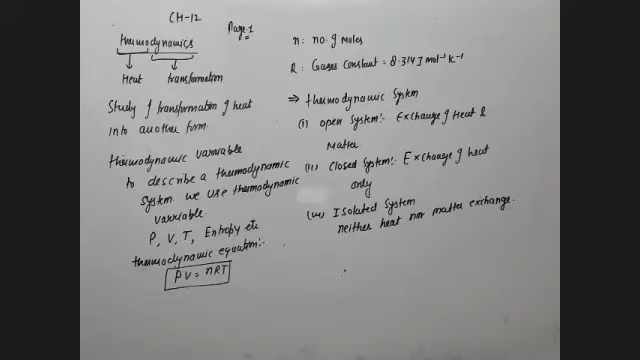 CH-12
Page.1
thermodynamics
Heat transformation
Study of transformation of heat
into another form.
thermodynamic variable
to describe a thermodynamic
system we use thermodynamic
variable.
P, V, T, Entropy etc
thermodynamic equation:-
PV = nRT
n: no. of moles
R: Gases Constant = 8.314 J mol⁻¹ K⁻¹
⇒ thermodynamic System
(i) open System:- Exchange of Heat &
Matter
(ii) Closed System:- Exchange of heat
only
(iii) Isolated System
neither heat nor matter exchange.